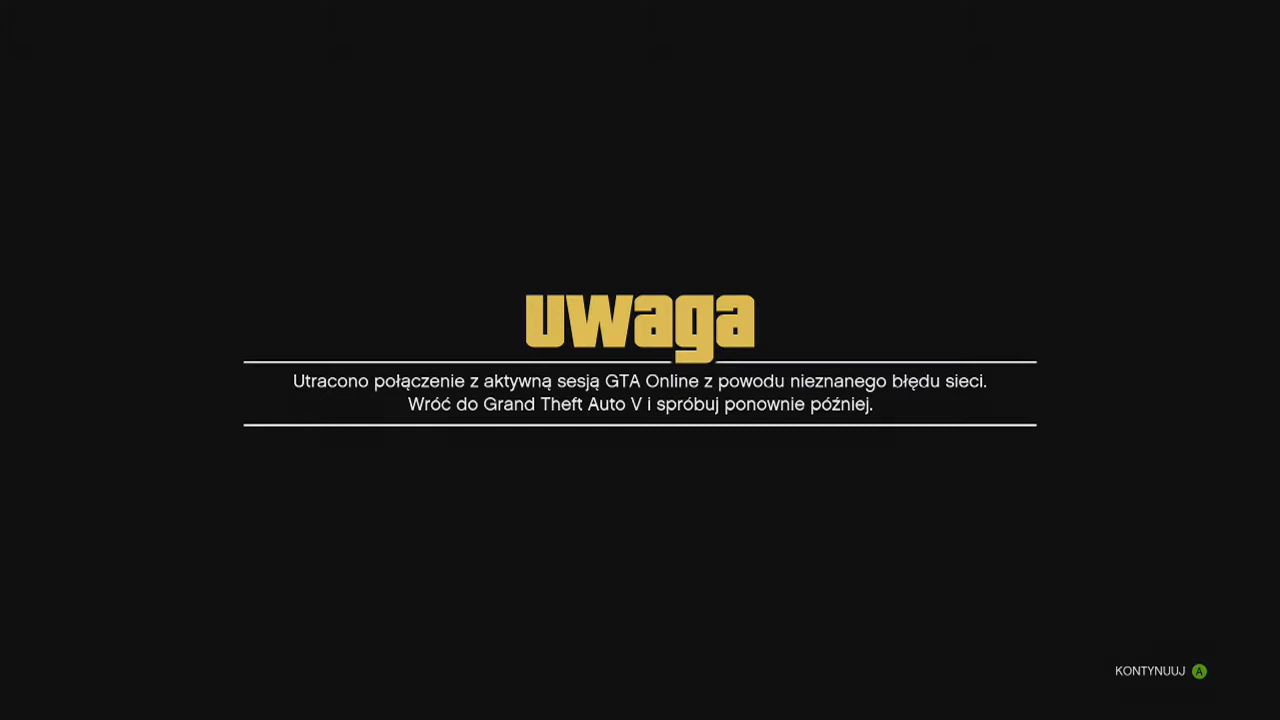 uwaga
Utracono połączenie z aktywną sesją GTA Online z powodu nieznanego błędu sieci.
Wróć do Grand Theft Auto V i spróbuj ponownie później.
KONTYNUUJ A